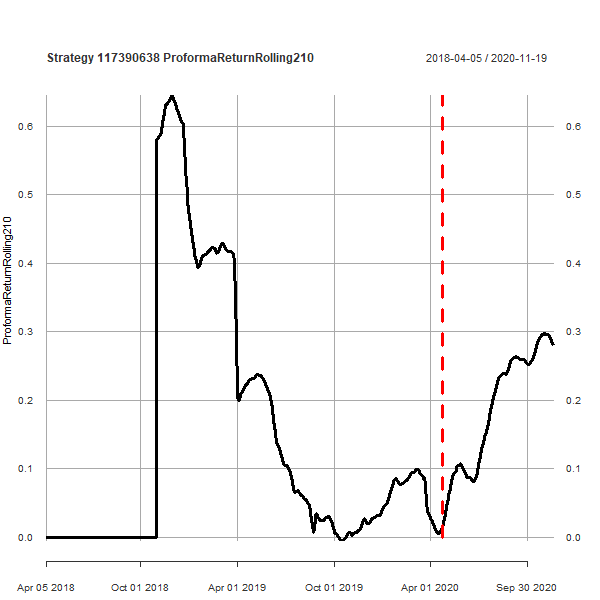 Strategy 117390638 ProformaReturnRolling210
2018-04-05 / 2020-11-19
0.6
0.6
0.5
0.5
0.4
0.4
0.3
0.3
0.2
0.2
0.1
0.1
0.0
0.0
ProformaReturnRolling210
Apr 05 2018
Oct 01 2018
Apr 01 2019
Oct 01 2019
Apr 01 2020
Sep 30 2020